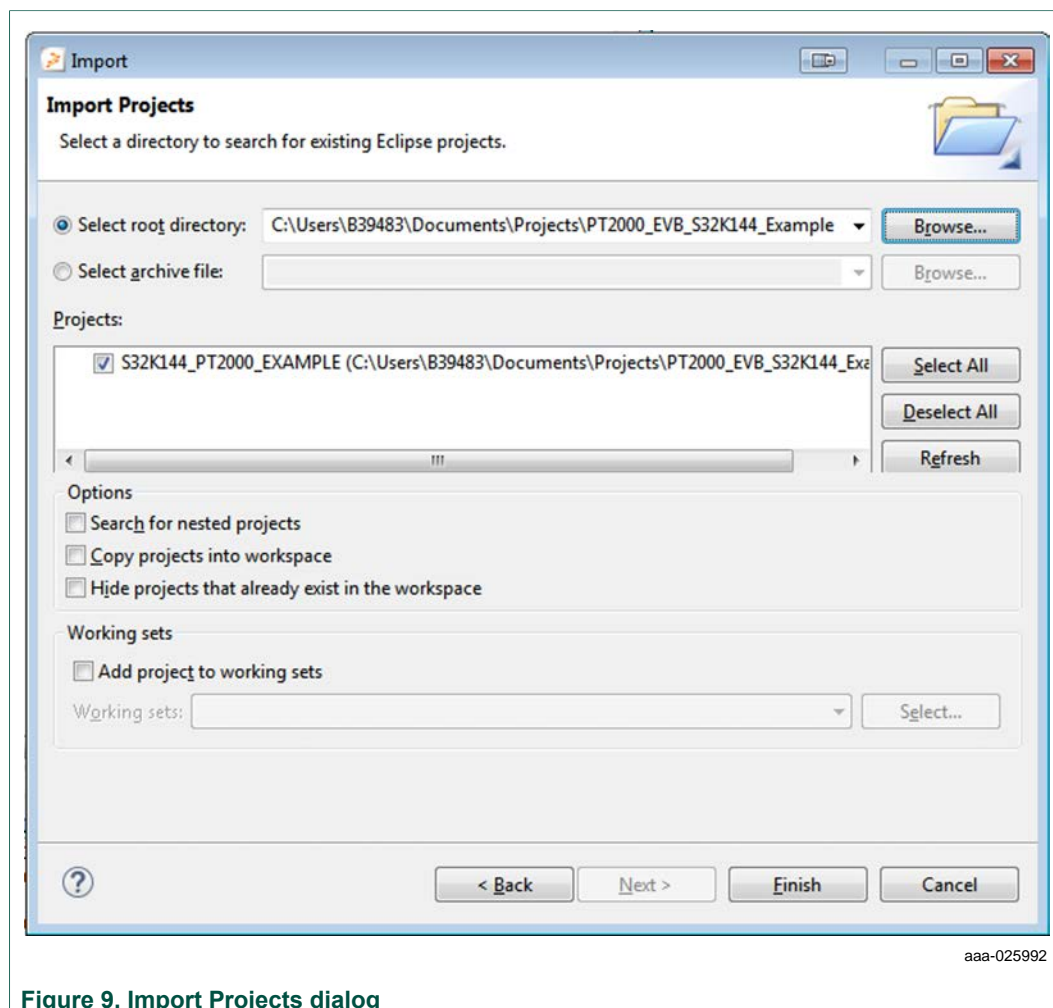 Import
Import Projects
Select a directory to search for existing Eclipse projects.
Select root directory: C:\Users\B39483\Documents\Projects\PT2000_EVB_S32K144_Example Browse...
Select archive file: Browse...
Projects:
S32K144_PT2000_EXAMPLE (C:\Users\B39483\Documents\Projects\PT2000_EVB_S32K144_Exa
Select All
Deselect All
Refresh
Options
Search for nested projects
Copy projects into workspace
Hide projects that already exist in the workspace
Working sets
Add project to working sets
Working sets: Select...
< Back Next > Finish Cancel
aaa-025992
Figure 9. Import Projects dialog